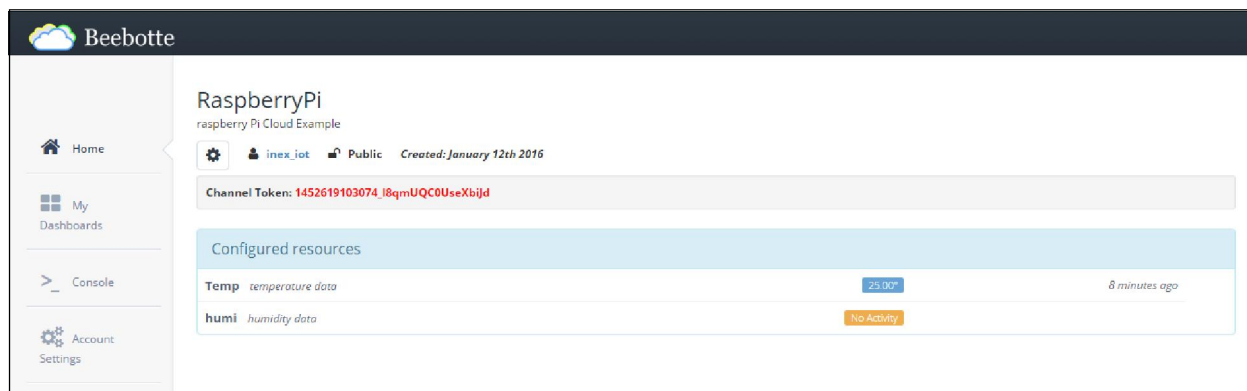 Beebotte
RaspberryPi
raspberry Pi Cloud Example
Home
inex_iot Public Created: January 12th 2016
Channel Token: 1452619103074_I8qmUQC0UseXbiJd
My
Dashboards
Configured resources
Console
Temp temperature data 25.00° 8 minutes ago
humi humidity data No Activity
Account
Settings